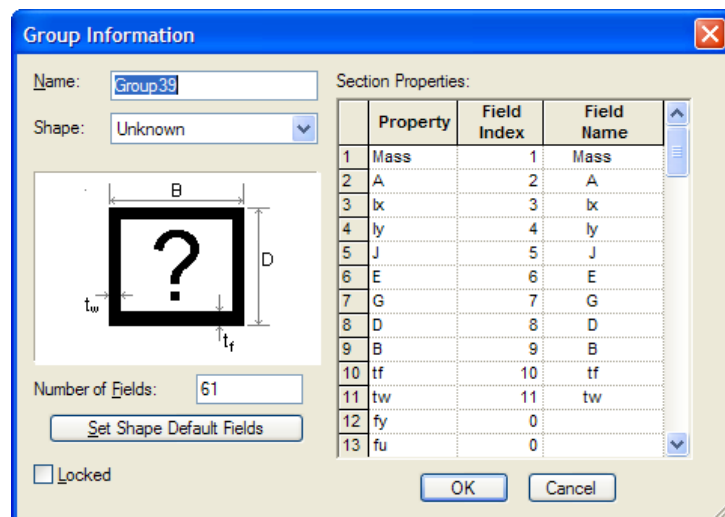 Group Information
Name: Group39
Shape: Unknown
B
?
D
tw
tf
Number of Fields: 61
Set Shape Default Fields
Locked
Section Properties:
Property Field Index Field Name
1 Mass 1 Mass
2 A 2 A
3 Ix 3 Ix
4 Iy 4 Iy
5 J 5 J
6 E 6 E
7 G 7 G
8 D 8 D
9 B 9 B
10 tf 10 tf
11 tw 11 tw
12 fy 0
13 fu 0
OK Cancel